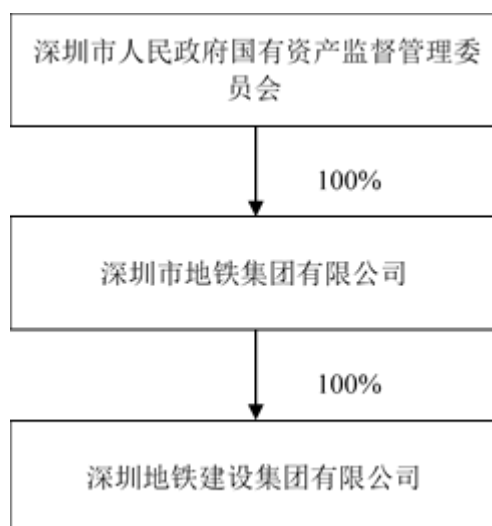 深圳市人民政府国有资产监督管理委
员会
100%
深圳市地铁集团有限公司
100%
深圳地铁建设集团有限公司